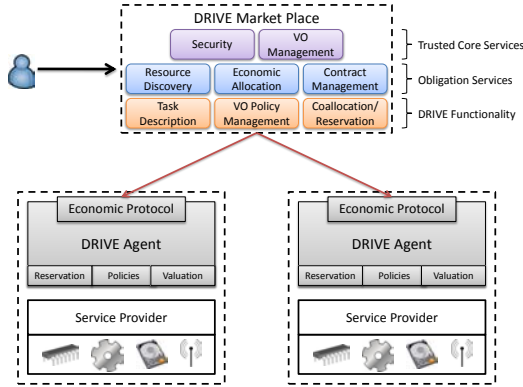 DRIVE Market Place
Security
VO Management
Trusted Core Services
Resource Discovery
Economic Allocation
Contract Management
Obligation Services
Task Description
VO Policy Management
Coallocation/ Reservation
DRIVE Functionality
Economic Protocol
DRIVE Agent
Reservation
Policies
Valuation
Service Provider
Economic Protocol
DRIVE Agent
Reservation
Policies
Valuation
Service Provider